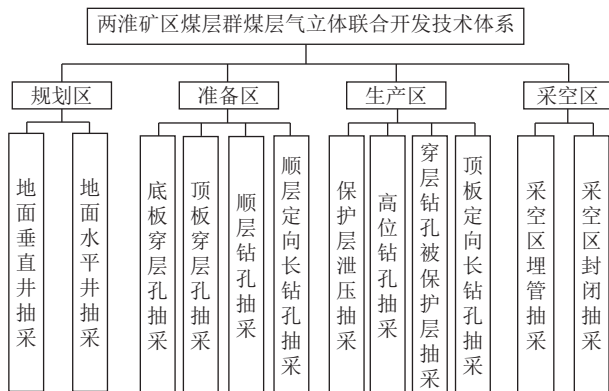 两淮矿区煤层群煤层气立体联合开发技术体系
规划区
准备区
生产区
采空区
地面垂直井抽采
地面水平井抽采
底板穿层孔抽采
顶板穿层孔抽采
顺层钻孔抽采
顺层定向长钻孔抽采
保护层泄压抽采
高位钻孔抽采
穿层钻孔被保护层抽采
顶板定向长钻孔抽采
采空区埋管抽采
采空区封闭抽采